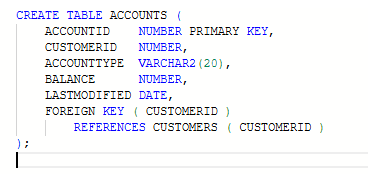 CREATE TABLE ACCOUNTS (
    ACCOUNTID    NUMBER PRIMARY KEY,
    CUSTOMERID   NUMBER,
    ACCOUNTTYPE  VARCHAR2(20),
    BALANCE      NUMBER,
    LASTMODIFIED DATE,
    FOREIGN KEY ( CUSTOMERID )
        REFERENCES CUSTOMERS ( CUSTOMERID )
);